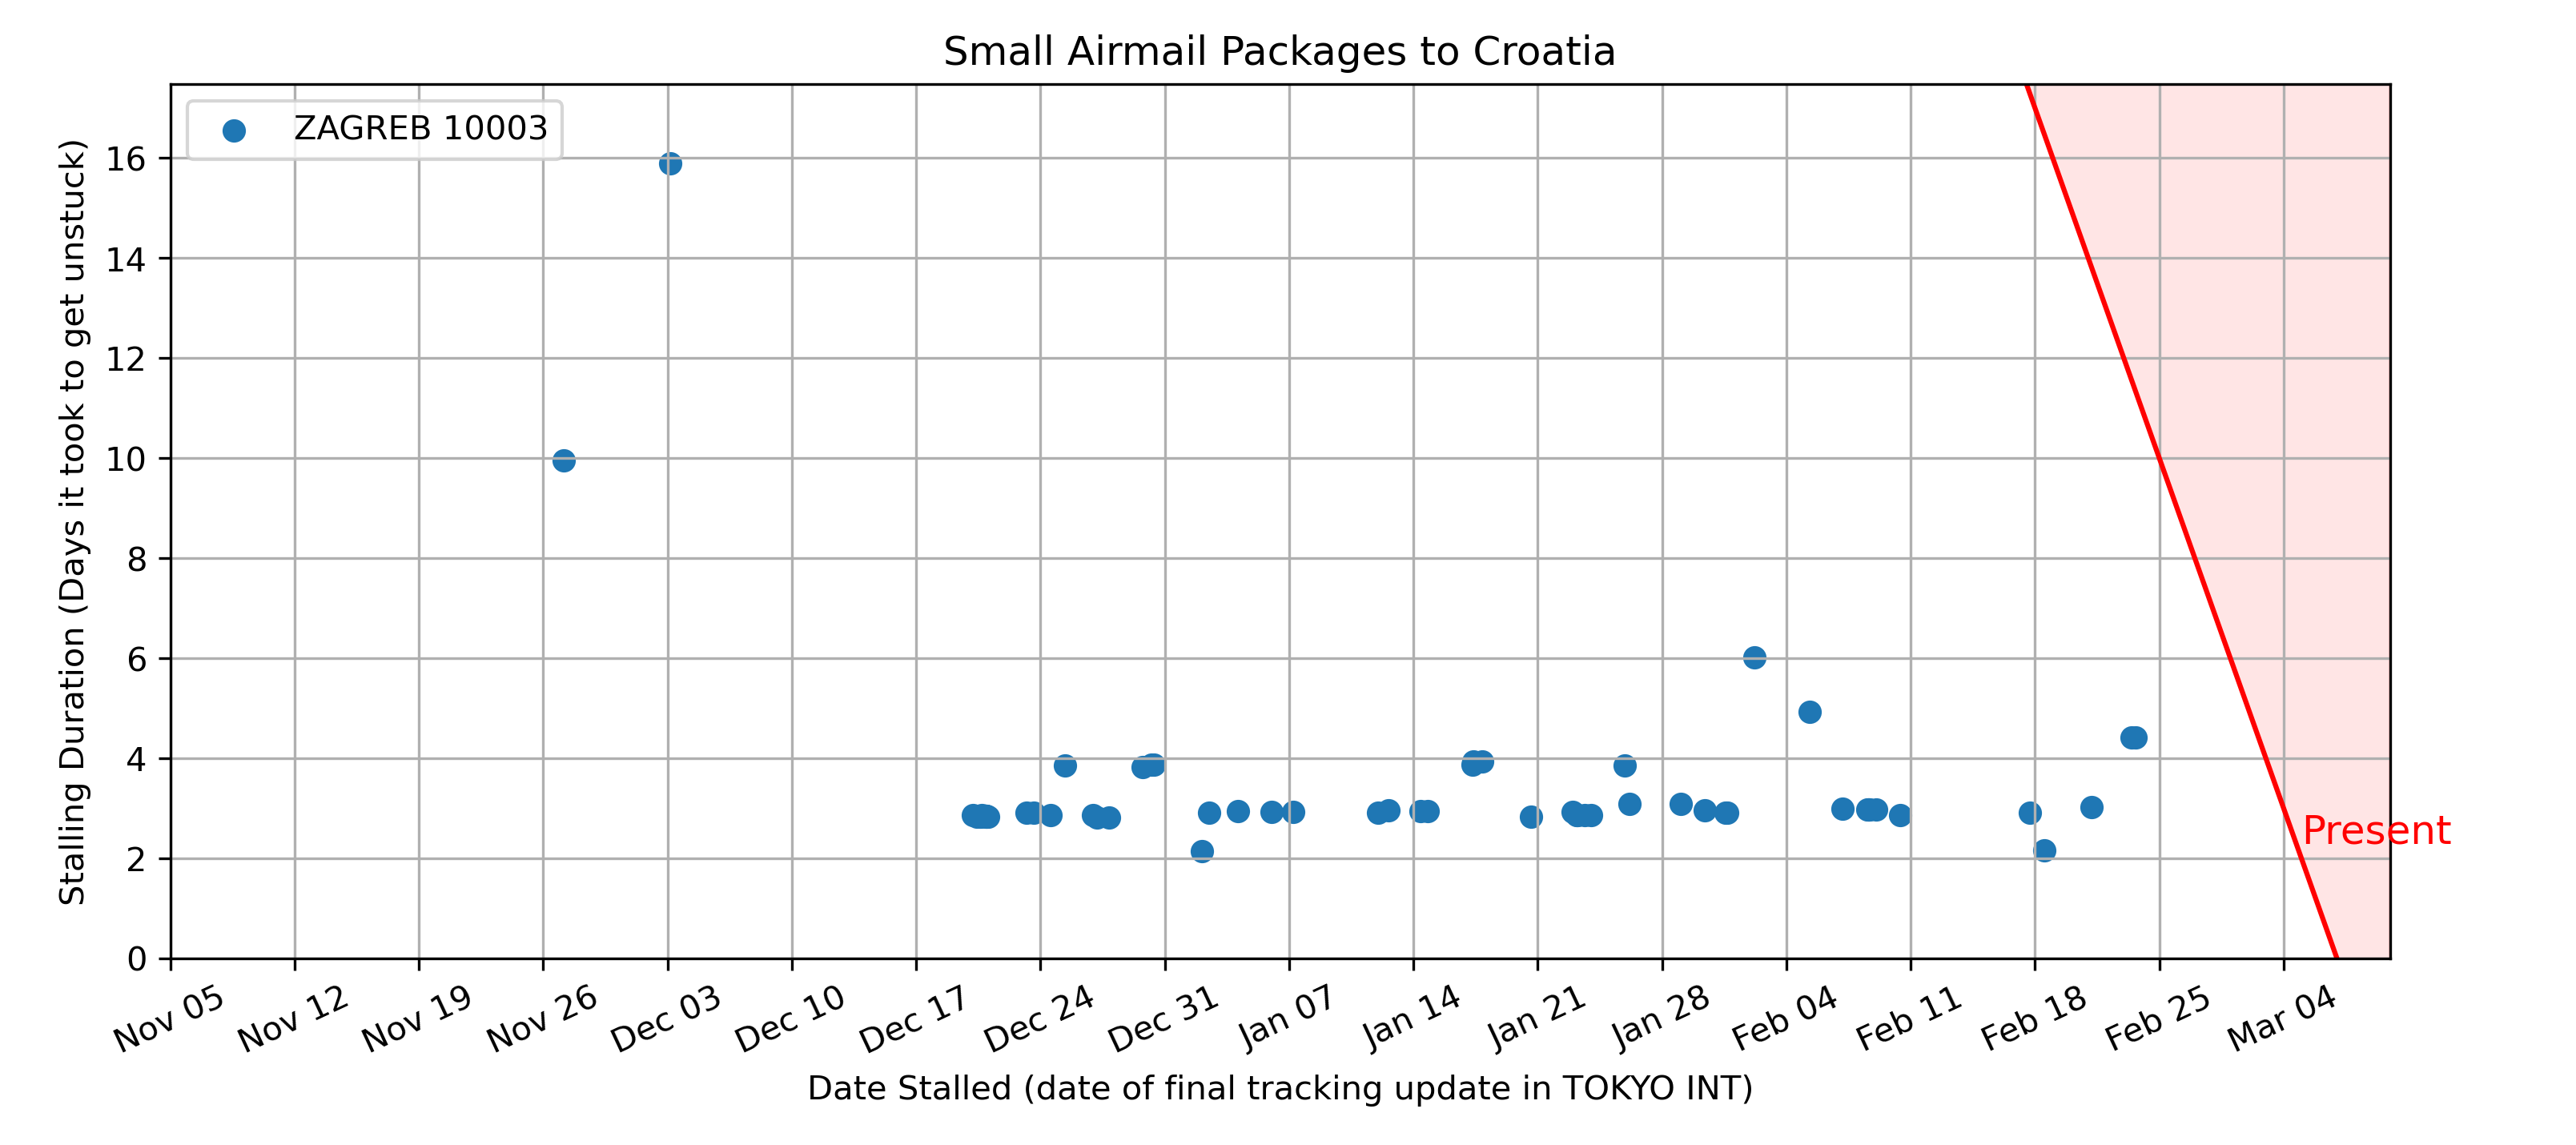 Small Airmail Packages to Croatia
ZAGREB 10003
Stalling Duration (Days it took to get unstuck)
16
14
12
10
8
6
4
2
0
Present
Nov 05 Nov 12 Nov 19 Nov 26 Dec 03 Dec 10 Dec 17 Dec 24 Dec 31 Jan 07 Jan 14 Jan 21 Jan 28 Feb 04 Feb 11 Feb 18 Feb 25 Mar 04
Date Stalled (date of final tracking update in TOKYO INT)